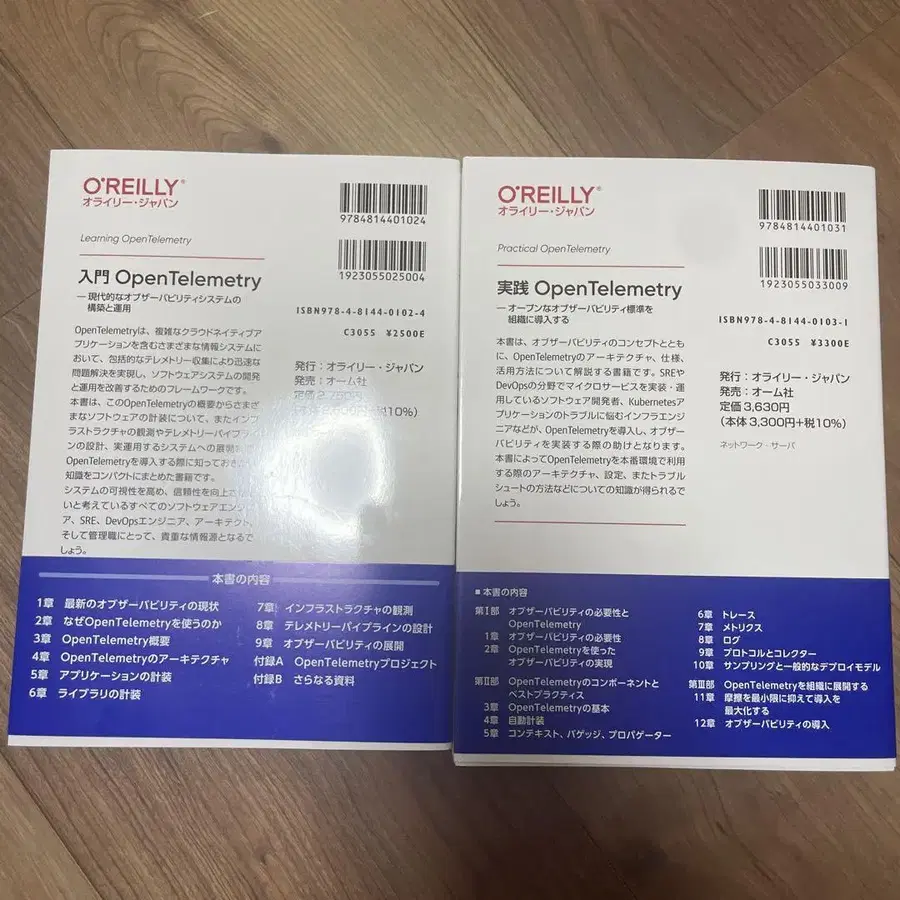 O'REILLY®
オライリー・ジャパン
9784814401024
1923055025004
Learning OpenTelemetry
入門 OpenTelemetry
―現代的なオブザーバビリティシステムの
構築と運用
ISBN978-4-8144-0102-4
C3055 ¥2500E
OpenTelemetryは、複雑なクラウドネイティブア
プリケーションを含むさまざまな情報システムに
おいて、包括的なテレメトリー収集により迅速な
問題解決を実現し、ソフトウェアシステムの開発
と運用を改善するためのフレームワークです。
本書は、このOpenTelemetryの概要からさまざ
まなソフトウェアの計装について、またインフ
ラストラクチャの観測やテレメトリーパイプライ
ンの設計、実運用するシステムへの展開
OpenTelemetryを導入する際に知っておき
知識をコンパクトにまとめた書籍です。
システムの可視性を高め、信頼性を向上
いと考えているすべてのソフトウェアエンジ
ア、SRE、DevOpsエンジニア、アーキテクト、
そして管理職にとって、貴重な情報源となるで
しょう。
発行：オライリー・ジャパン
発売：オーム社
定価
10%）
本書の内容
1章 最新のオブザーバビリティの現状
2章 なぜOpenTelemetryを使うのか
3章 OpenTelemetry概要
4章 OpenTelemetryのアーキテクチャ
5章 アプリケーションの計装
6章 ライブラリの計装
7章 インフラストラクチャの観測
8章 テレメトリーパイプラインの設計
9章 オブザーバビリティの展開
付録A OpenTelemetryプロジェクト
付録B さらなる資料
O'REILLY®
オライリー・ジャパン
9784814401031
1923055033009
Practical OpenTelemetry
実践 OpenTelemetry
―オープンなオブザーバビリティ標準を
組織に導入する
ISBN978-4-8144-0103-1
C3055 ¥3300E
本書は、オブザーバビリティのコンセプトととも
に、OpenTelemetryのアーキテクチャ、仕様、
活用方法について解説する書籍です。SREや
DevOpsの分野でマイクロサービスを実装・運
用しているソフトウェア開発者、Kubernetesア
プリケーションのトラブルに悩むインフラエンジ
ニアなどが、OpenTelemetryを導入し、オブザー
バビリティを実装する際の助けとなります。
本書によってOpenTelemetryを本番環境で利用
する際のアーキテクチャ、設定、またトラブル
シュートの方法などについての知識が得られるで
しょう。
発行：オライリー・ジャパン
発売：オーム社
定価 3,630円
（本体 3,300円+税10%）
ネットワーク・サーバ
■ 本書の内容
第Ⅰ部 オブザーバビリティの必要性と
OpenTelemetry
1章 オブザーバビリティの必要性
2章 OpenTelemetryを使った
オブザーバビリティの実現
第Ⅱ部 OpenTelemetryのコンポーネントと
ベストプラクティス
3章 OpenTelemetryの基本
4章 自動計装
5章 コンテキスト、バゲッジ、プロパゲーター
6章 トレース
7章 メトリクス
8章 ログ
9章 プロトコルとコレクター
10章 サンプリングと一般的なデプロイモデル
第Ⅲ部 OpenTelemetryを組織に展開する
11章 摩擦を最小限に抑えて導入を
最大化する
12章 オブザーバビリティの導入